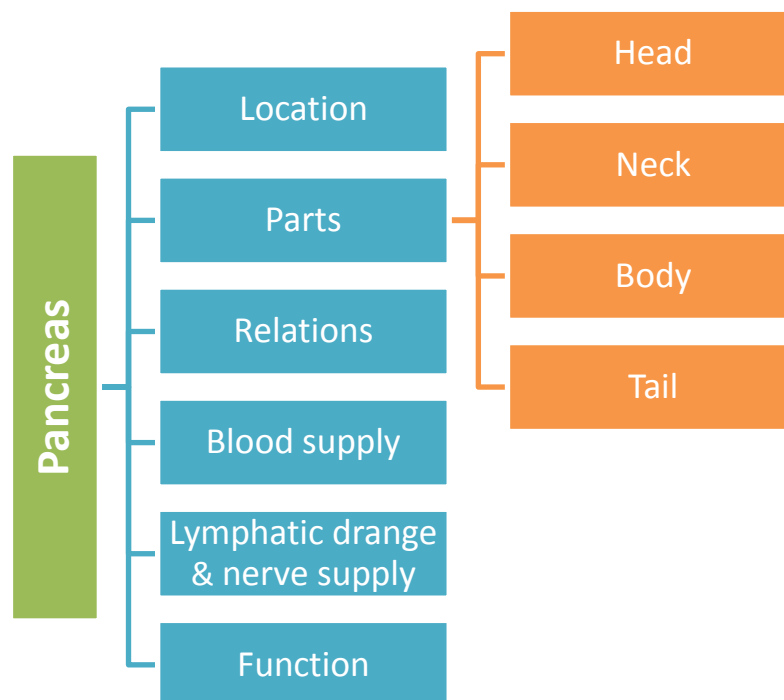 Pancreas
Location
Parts
Relations
Blood supply
Lymphatic drange
& nerve supply
Function
Head
Neck
Body
Tail